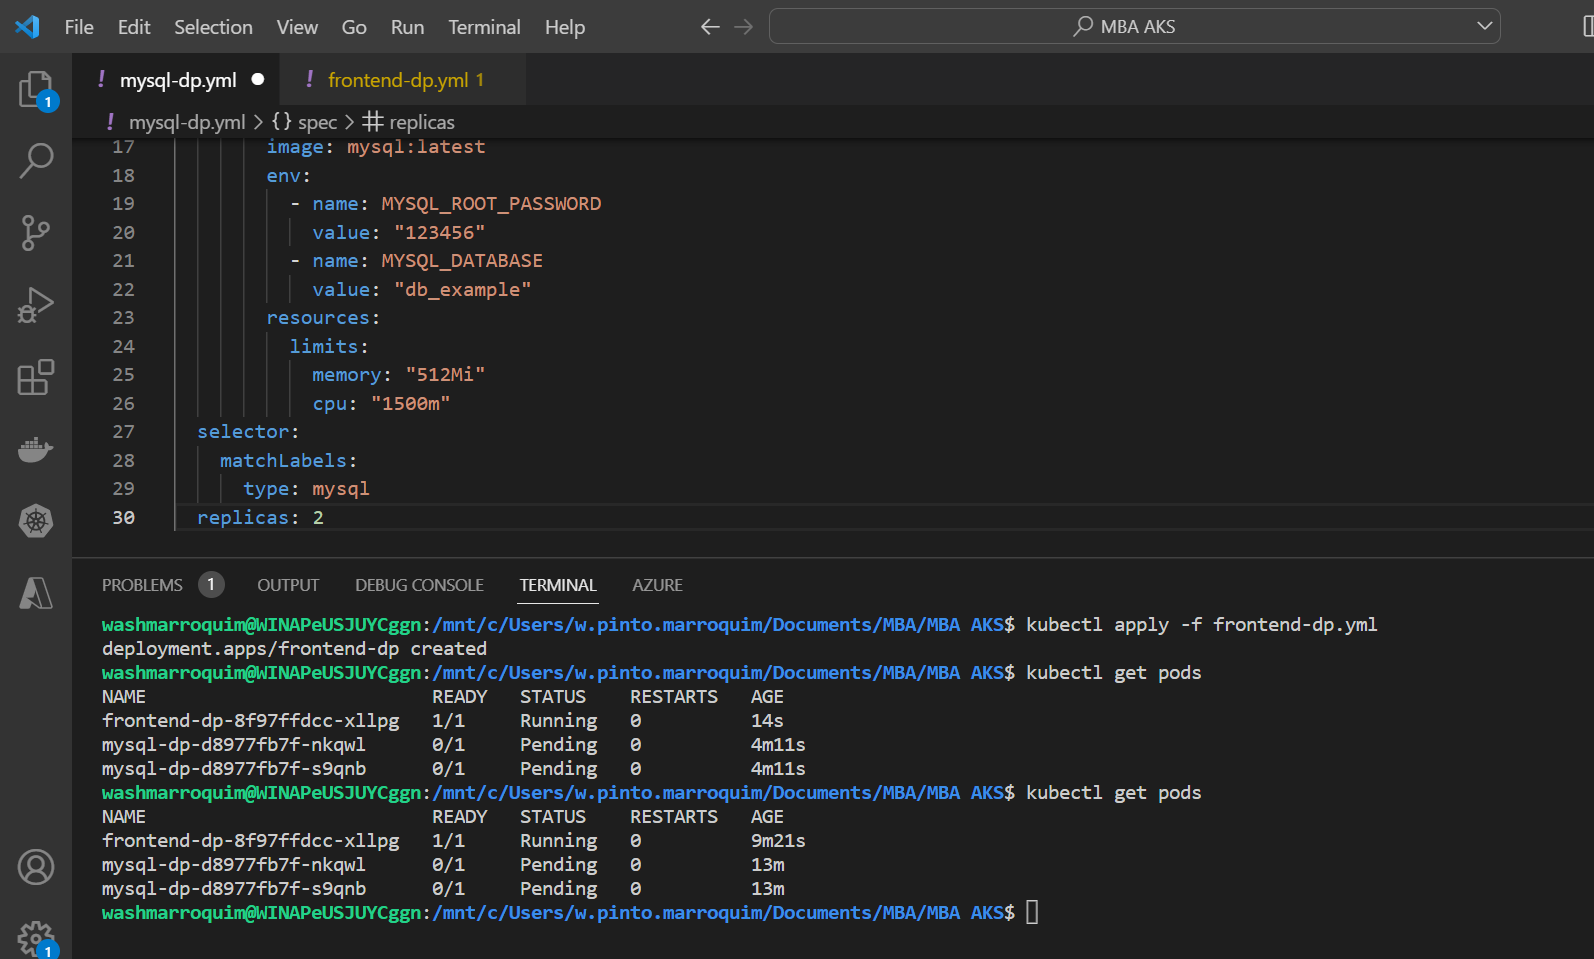 File Edit Selection View Go Run Terminal Help
MBA AKS
mysql-dp.yml
frontend-dp.yml 1
1
mysql-dp.yml > {} spec > replicas
17 image: mysql:latest
18 env:
19 - name: MYSQL_ROOT_PASSWORD
20 value: "123456"
21 - name: MYSQL_DATABASE
22 value: "db_example"
23 resources:
24 limits:
25 memory: "512Mi"
26 cpu: "1500m"
27 selector:
28 matchLabels:
29 type: mysql
30 replicas: 2
PROBLEMS 1 OUTPUT DEBUG CONSOLE TERMINAL AZURE
washmarroquim@WINAPeUSJUYCggn:/mnt/c/Users/w.pinto.marroquim/Documents/MBA/MBA AKS$ kubectl apply -f frontend-dp.yml
deployment.apps/frontend-dp created
washmarroquim@WINAPeUSJUYCggn:/mnt/c/Users/w.pinto.marroquim/Documents/MBA/MBA AKS$ kubectl get pods
NAME READY STATUS RESTARTS AGE
frontend-dp-8f97ffdcc-xllpg 1/1 Running 0 14s
mysql-dp-d8977fb7f-nkqwl 0/1 Pending 0 4m11s
mysql-dp-d8977fb7f-s9qnb 0/1 Pending 0 4m11s
washmarroquim@WINAPeUSJUYCggn:/mnt/c/Users/w.pinto.marroquim/Documents/MBA/MBA AKS$ kubectl get pods
NAME READY STATUS RESTARTS AGE
frontend-dp-8f97ffdcc-xllpg 1/1 Running 0 9m21s
mysql-dp-d8977fb7f-nkqwl 0/1 Pending 0 13m
mysql-dp-d8977fb7f-s9qnb 0/1 Pending 0 13m
washmarroquim@WINAPeUSJUYCggn:/mnt/c/Users/w.pinto.marroquim/Documents/MBA/MBA AKS$
1